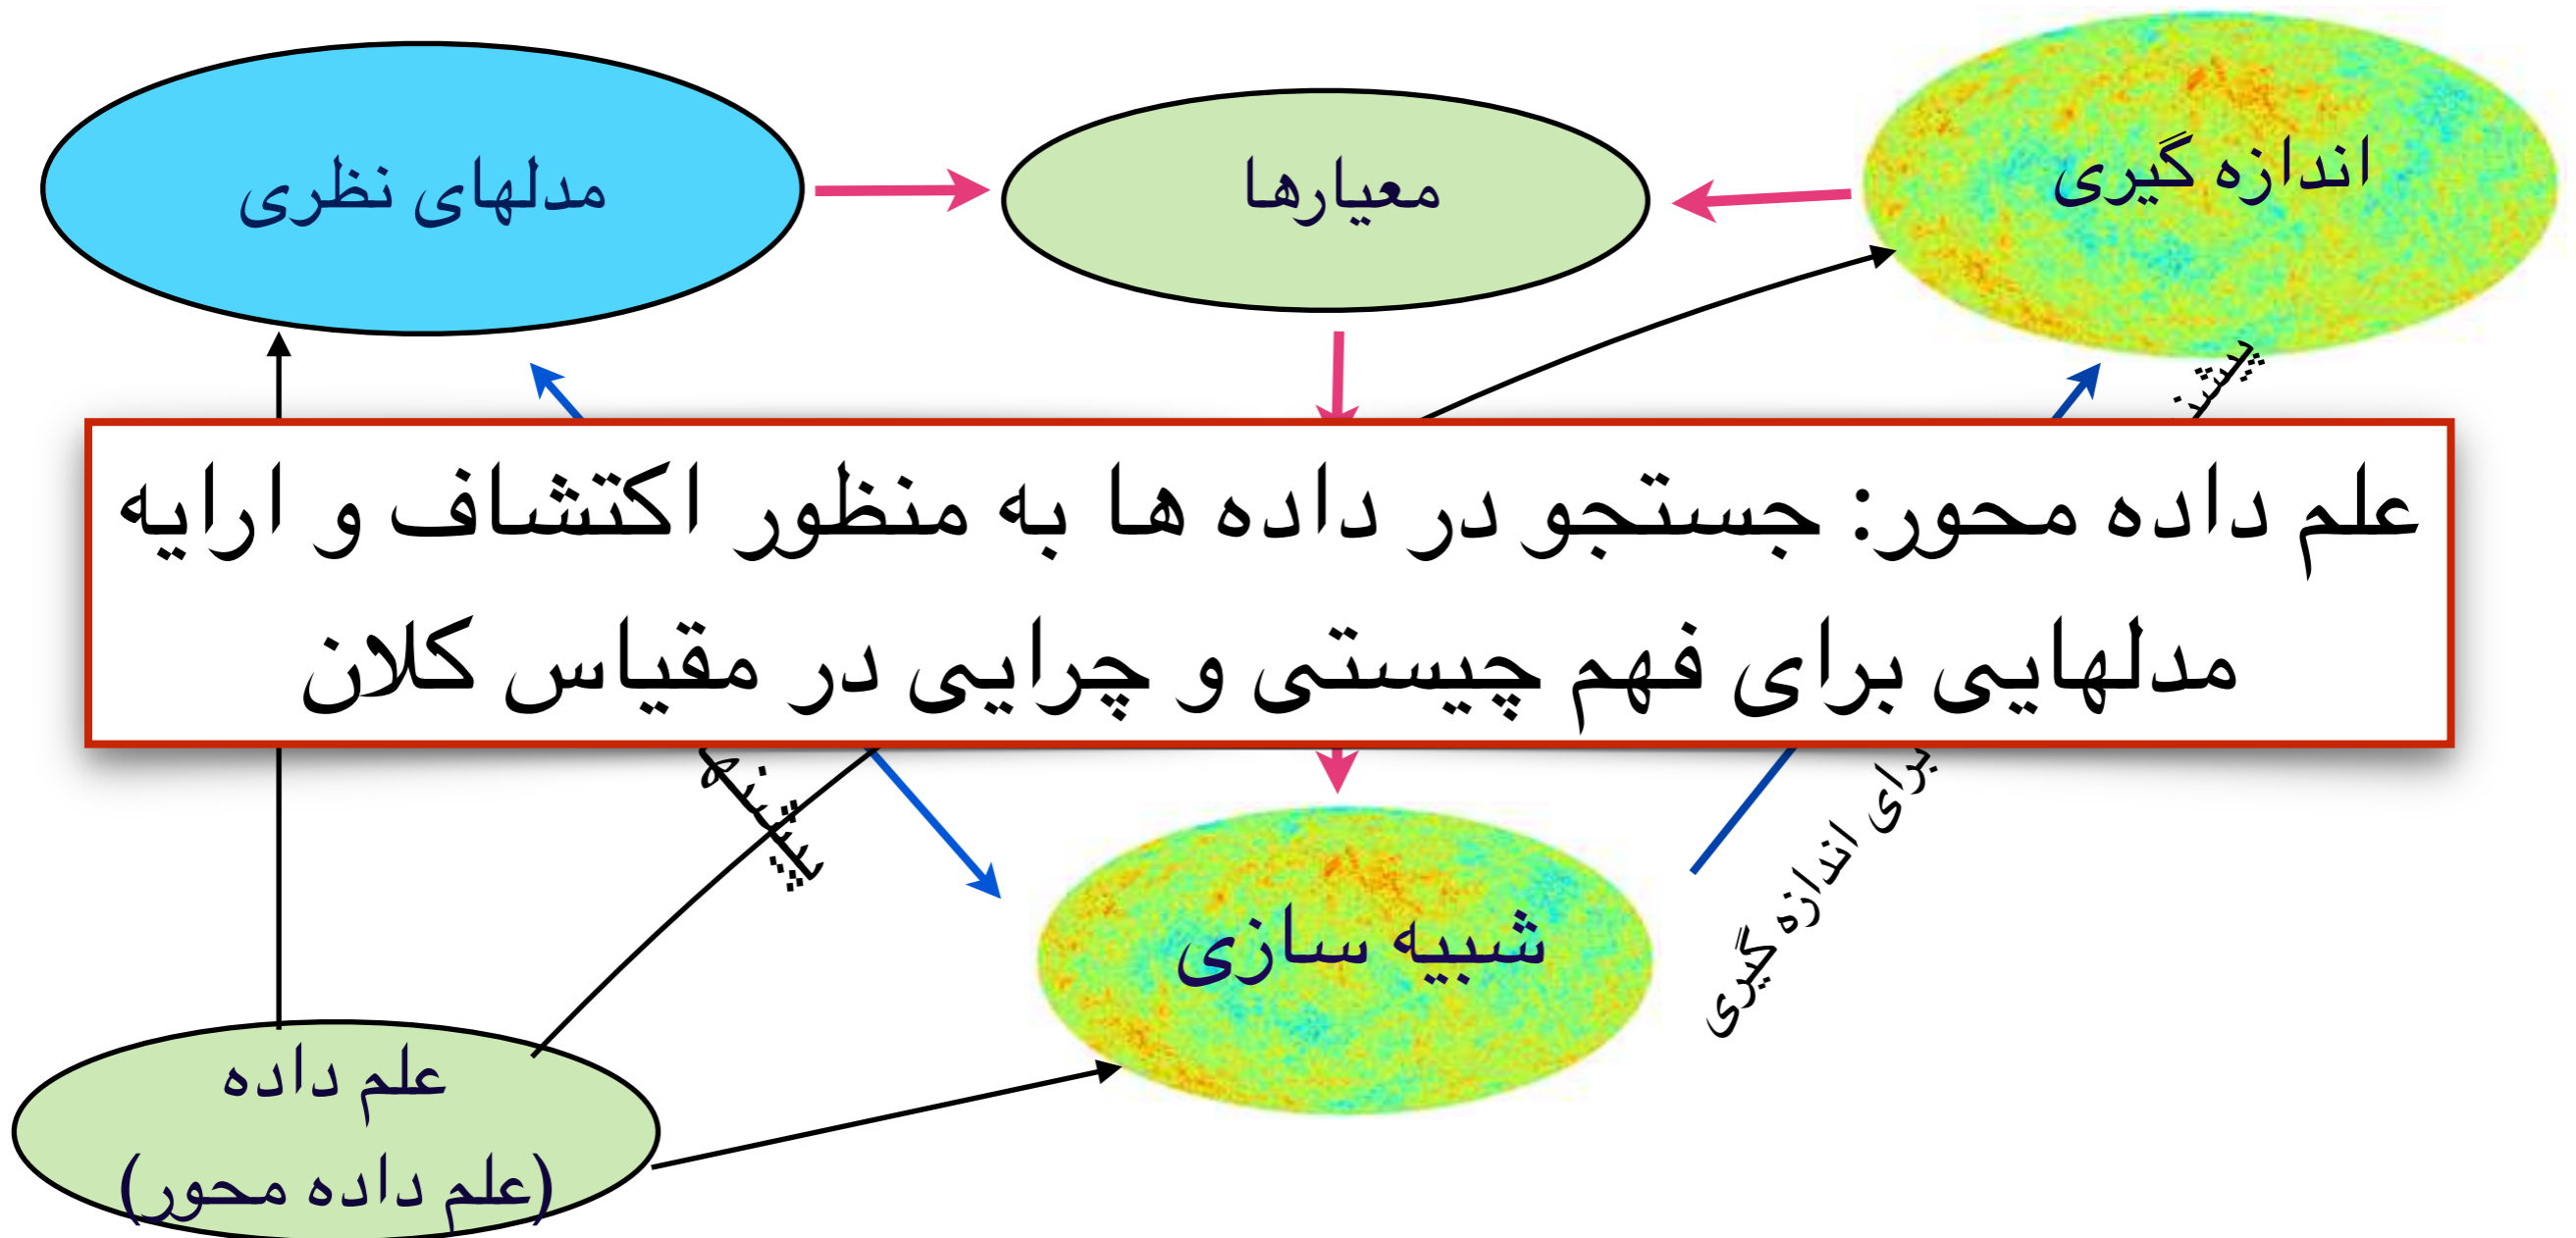 اندازه گیری
معیارها
مدلهای نظری
علم داده محور: جستجو در داده ها به منظور اکتشاف و ارایه
مدلهایی برای فهم چیستی و چرایی در مقیاس کلان
برای اندازه گیری
شبیه سازی
علم داده
(علم داده محور)